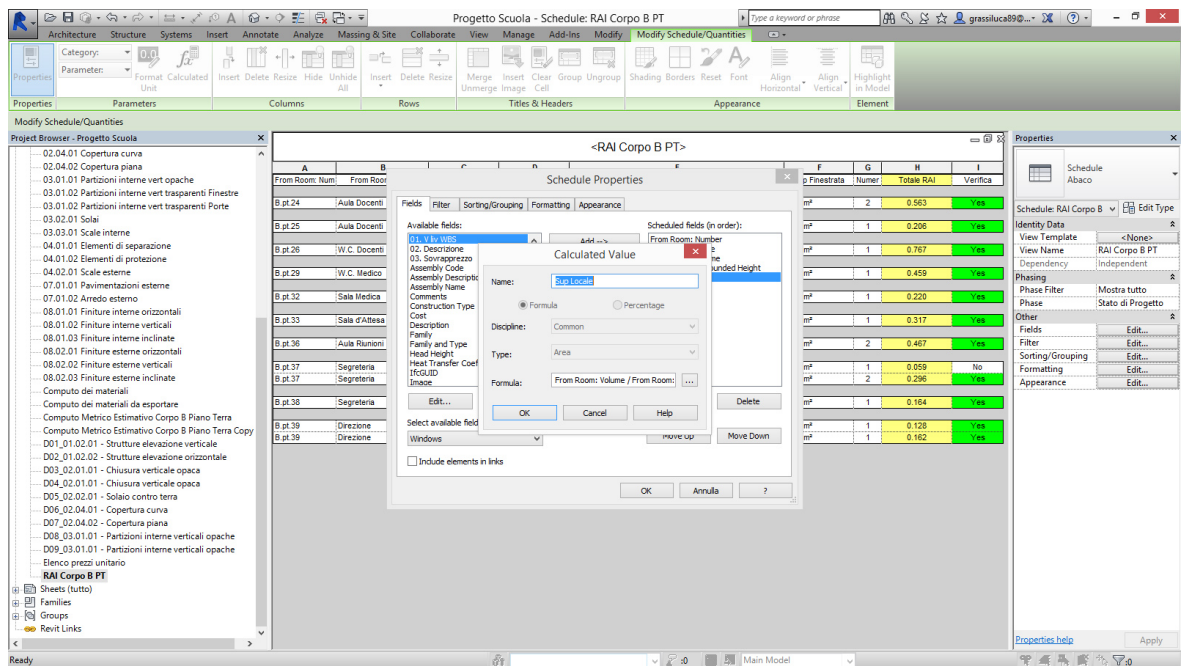 Progetto Scuola - Schedule: RAI Corpo B PT
Type a keyword or phrase
grassiluca89@...
Architecture Structure Systems Insert Annotate Analyze Massing & Site Collaborate View Manage Add-Ins Modify Modify Schedule/Quantities
Properties
Category:
Parameter:
Format Unit
Calculated
Insert Delete Resize Hide Unhide All
Insert Delete Resize
Merge Unmerge
Insert Image
Clear Cell
Group Ungroup
Shading Borders Reset Font
Align Horizontal
Align Vertical
Highlight in Model
Properties Parameters Columns Rows Titles & Headers Appearance Element
Modify Schedule/Quantities
Project Browser - Progetto Scuola
02.04.01 Copertura curva
02.04.02 Copertura piana
03.01.01 Partizioni interne vert opache
03.01.02 Partizioni interne vert trasparenti Finestre
03.01.02 Partizioni interne vert trasparenti Porte
03.02.01 Solai
03.03.01 Scale interne
04.01.01 Elementi di separazione
04.01.02 Elementi di protezione
04.02.01 Scale esterne
07.01.01 Pavimentazioni esterne
07.01.02 Arredo esterno
08.01.01 Finiture interne orizzontali
08.01.02 Finiture interne verticali
08.01.03 Finiture interne inclinate
08.02.01 Finiture esterne orizzontali
08.02.02 Finiture esterne verticali
08.02.03 Finiture esterne inclinate
Computo dei materiali
Computo dei materiali da esportare
Computo Metrico Estimativo Corpo B Piano Terra
Computo Metrico Estimativo Corpo B Piano Terra Copy
D01_01.02.01 - Strutture elevazione verticale
D02_01.02.02 - Strutture elevazione orizzontale
D03_02.01.01 - Chiusura verticale opaca
D04_02.01.01 - Chiusura verticale opaca
D05_02.02.01 - Solaio contro terra
D06_02.04.01 - Copertura curva
D07_02.04.02 - Copertura piana
D08_03.01.01 - Partizioni interne verticali opache
D09_03.01.01 - Partizioni interne verticali opache
Elenco prezzi unitario
RAI Corpo B PT
Sheets (tutto)
Families
Groups
Revit Links
<RAI Corpo B PT>
A B C D E F G H I
From Room: Num From Roor p Finestrata Numer Totale RAI Verifica
B.pt.24 Aula Docenti m² 2 0.563 Yes
B.pt.25 Aula Docenti m² 1 0.206 Yes
B.pt.26 W.C. Docenti m² 1 0.767 Yes
B.pt.29 W.C. Medico m² 1 0.459 Yes
B.pt.32 Sala Medica m² 1 0.220 Yes
B.pt.33 Sala d'Attesa m² 1 0.317 Yes
B.pt.36 Aula Riunioni m² 2 0.467 Yes
B.pt.37 Segreteria m² 1 0.059 No
B.pt.37 Segreteria m² 2 0.296 Yes
B.pt.38 Segreteria m² 1 0.164 Yes
B.pt.39 Direzione m² 1 0.128 Yes
B.pt.39 Direzione m² 1 0.162 Yes
Schedule Properties
Fields Filter Sorting/Grouping Formatting Appearance
Available fields:
01. V liv WBS
02. Descrizione
03. Sovrapprezzo
Assembly Code
Assembly Descriptio
Assembly Name
Comments
Construction Type
Cost
Description
Family
Family and Type
Head Height
Heat Transfer Coef
IfcGUID
Image
Add -->
Scheduled fields (in order):
From Room: Number
ounded Height
Edit...
Delete
Select available field
Windows
Move Up
Move Down
Include elements in links
OK Annulla ?
Calculated Value
Name: Sup Locale
Formula Percentage
Discipline: Common
Type: Area
Formula: From Room: Volume / From Room: ...
OK Cancel Help
Properties
Schedule
Abaco
Schedule: RAI Corpo B Edit Type
Identity Data
View Template <None>
View Name RAI Corpo B PT
Dependency Independent
Phasing
Phase Filter Mostra tutto
Phase Stato di Progetto
Other
Fields Edit...
Filter Edit...
Sorting/Grouping Edit...
Formatting Edit...
Appearance Edit...
Properties help
Apply
Ready
:0
Main Model
:0